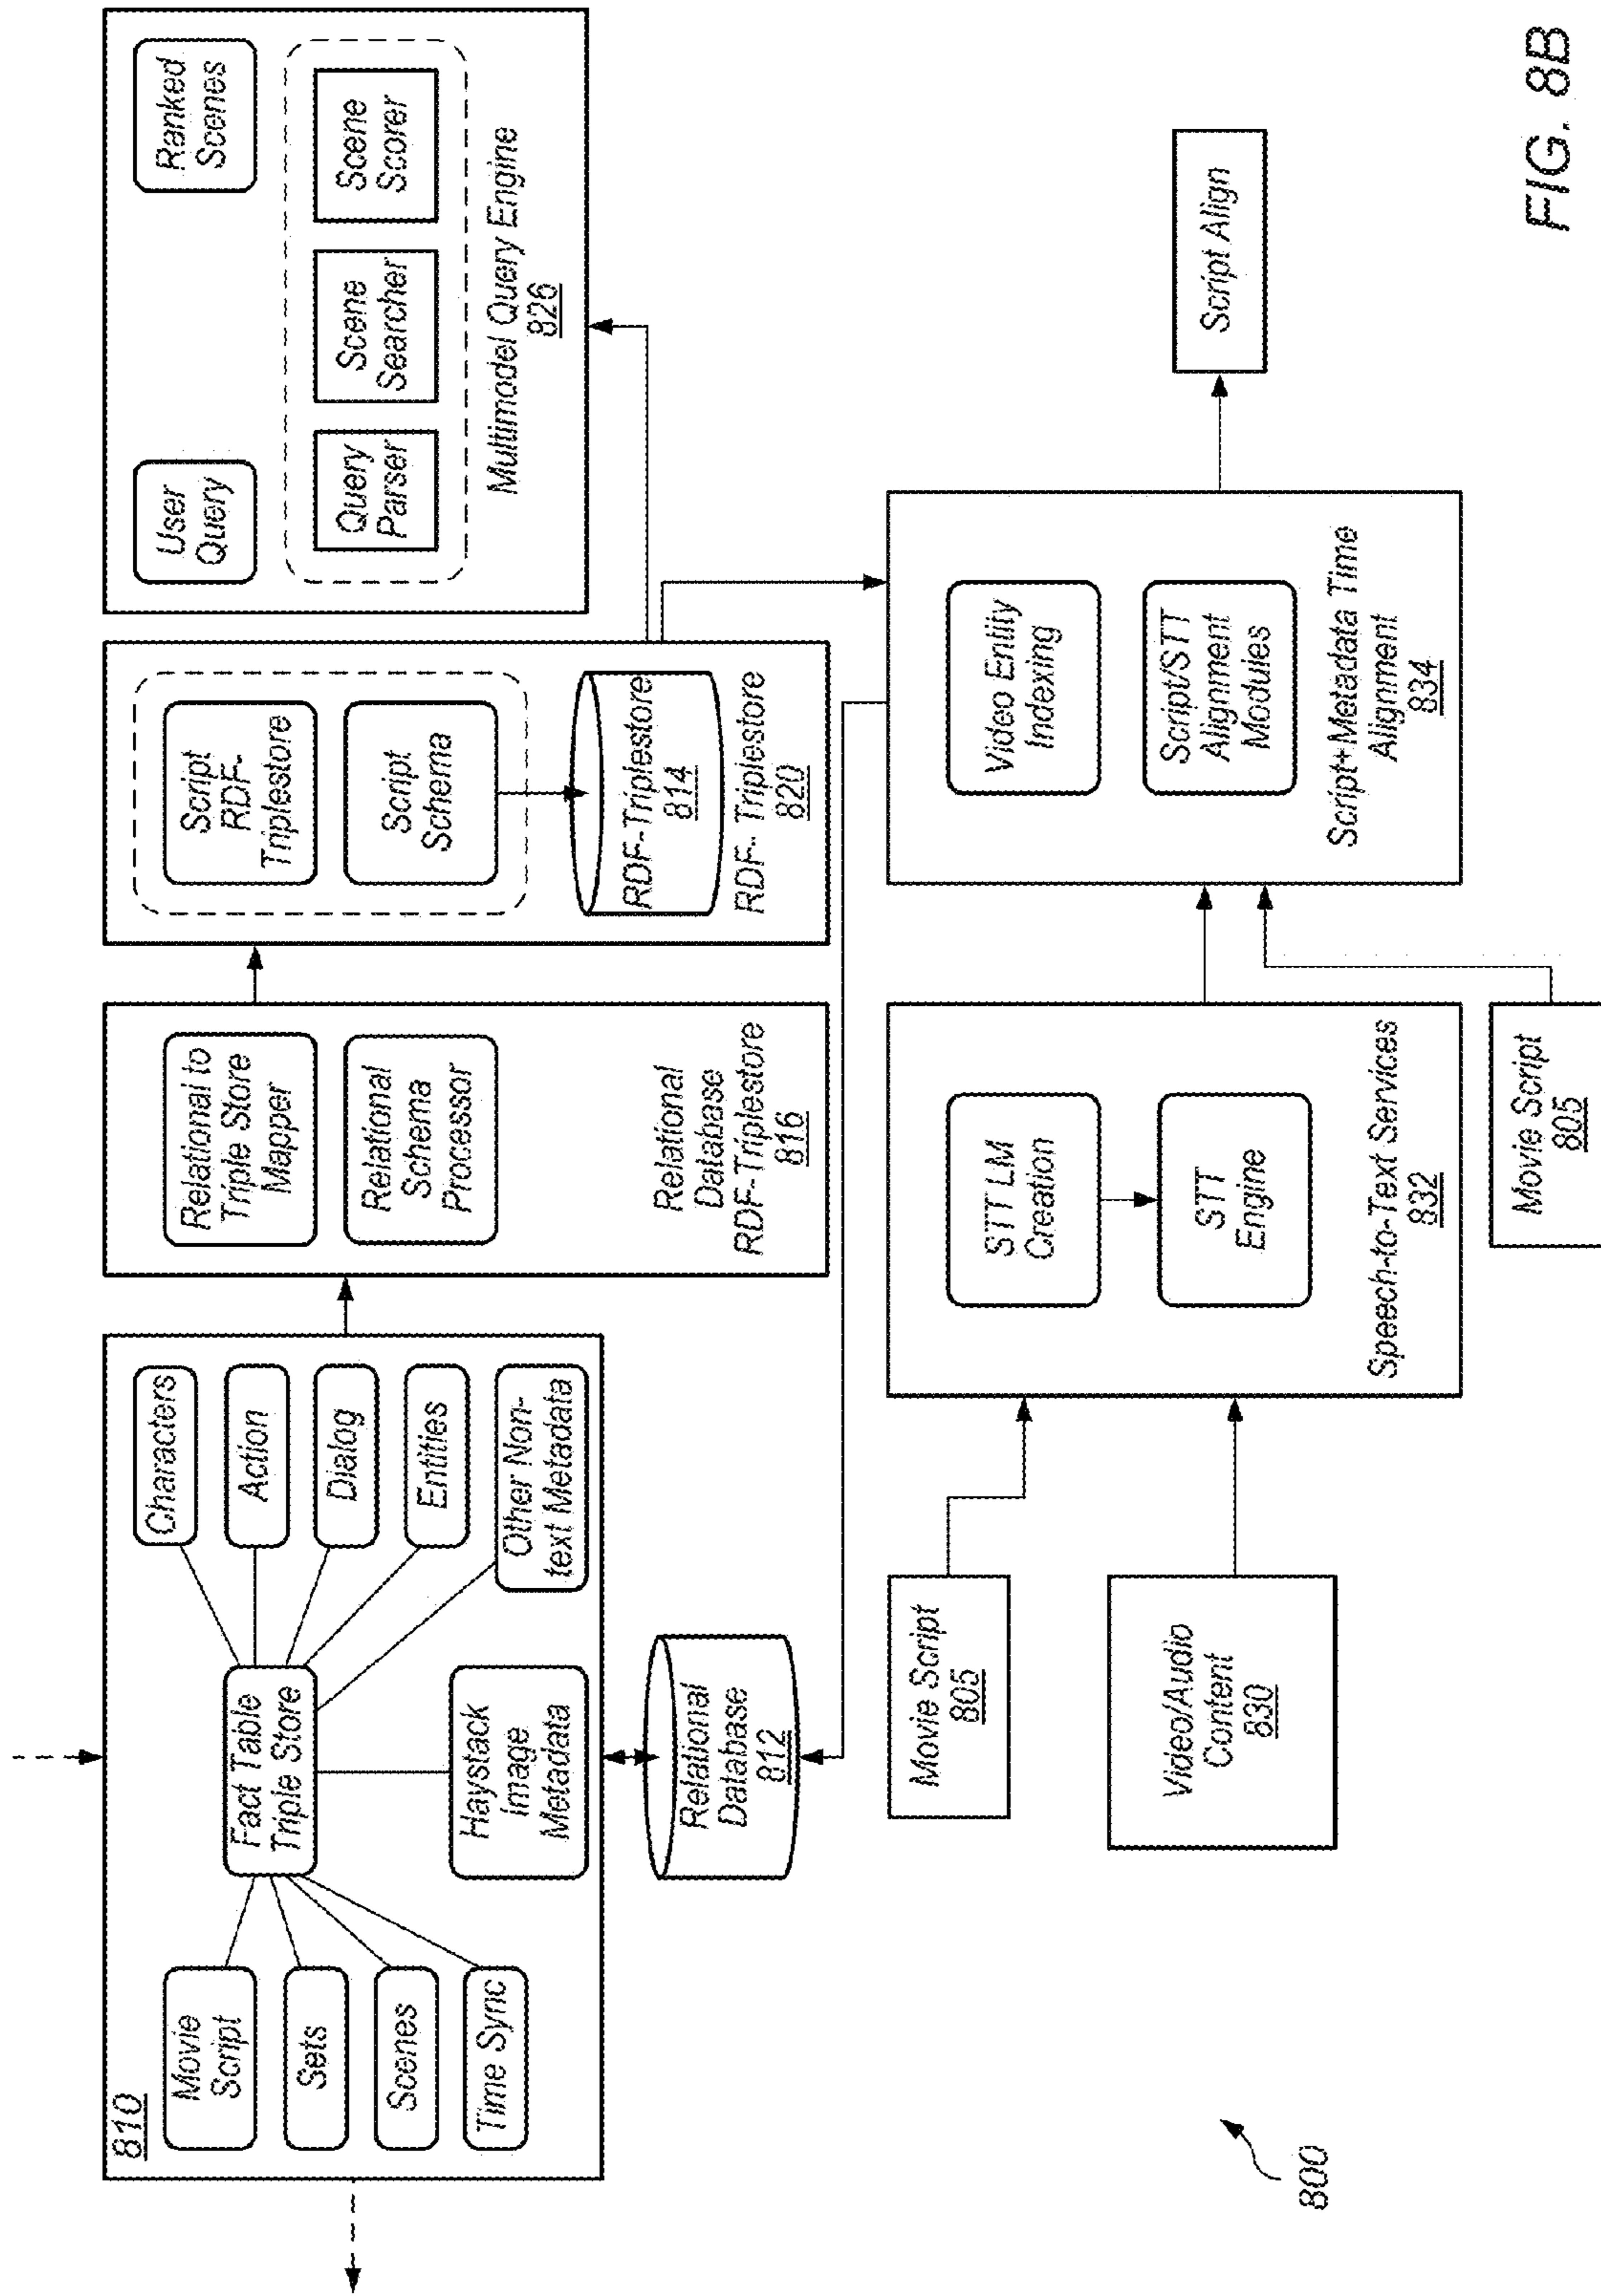 810
Movie
Script
Sets
Scenes
Time Sync
Fact Table
Triple Store
Haystack
Image
Metadata
Characters
Action
Dialog
Entities
Other Non-
text Metadata
Relational
Database
812
Relational to
Triple Store
Mapper
Relational
Schema
Processor
Relational
Database
RDF-Triplestore
816
Script
RDF-
Triplestore
Script
Schema
RDF-Triplestore
814
RDF- Triplestore
820
User
Query
Ranked
Scenes
Query
Parser
Scene
Searcher
Scene
Scorer
Multimodel Query Engine
826
Movie Script
805
Video/Audio
Content
830
STT LM
Creation
STT
Engine
Speech-to-Text Services
832
Movie Script
805
Video Entity
Indexing
Script/STT
Alignment
Modules
Script+Metadata Time
Alignment
834
Script Align
800
FIG. 8B